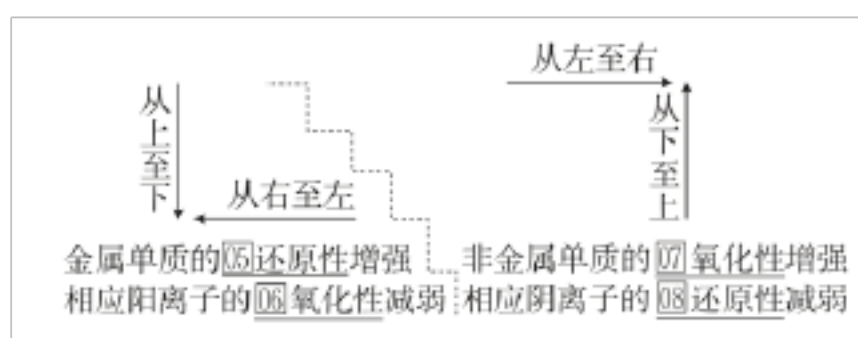 从左至右
从上至下
从下至上
从右至左
金属单质的05还原性增强
非金属单质的07氧化性增强
相应阳离子的06氧化性减弱
相应阴离子的08还原性减弱